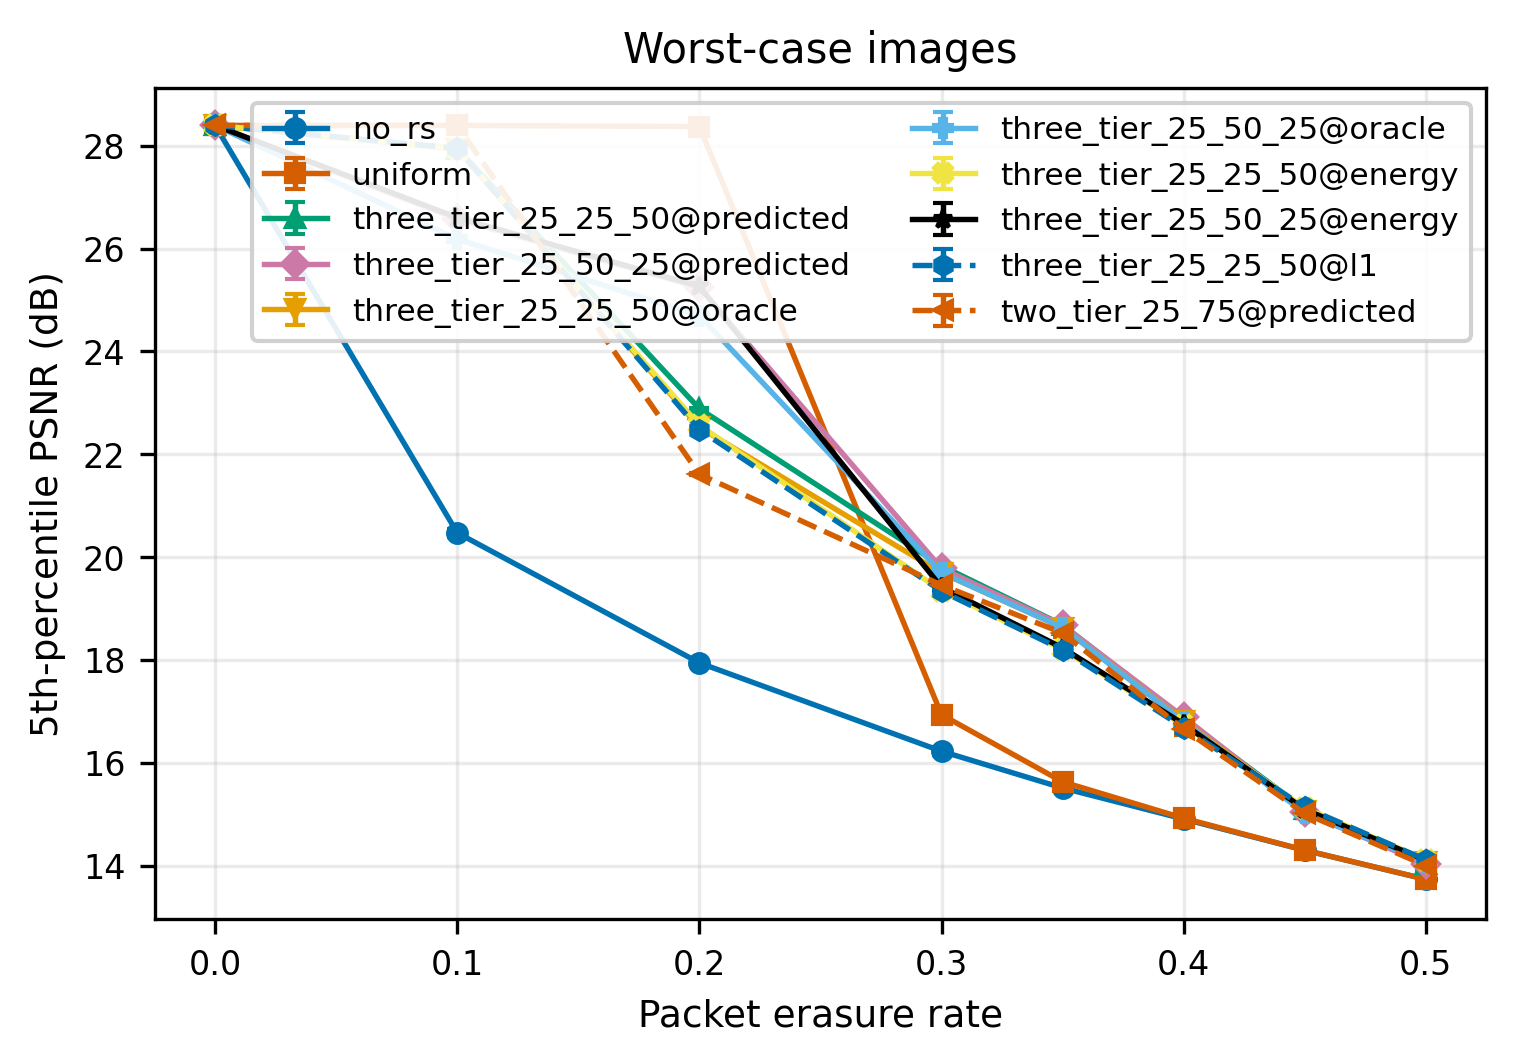 Worst-case images
no_rs
uniform
three_tier_25_25_50@predicted
three_tier_25_50_25@predicted
three_tier_25_25_50@oracle
three_tier_25_50_25@oracle
three_tier_25_25_50@energy
three_tier_25_50_25@energy
three_tier_25_25_50@l1
two_tier_25_75@predicted
5th-percentile PSNR (dB)
28
26
24
22
20
18
16
14
0.0 0.1 0.2 0.3 0.4 0.5
Packet erasure rate